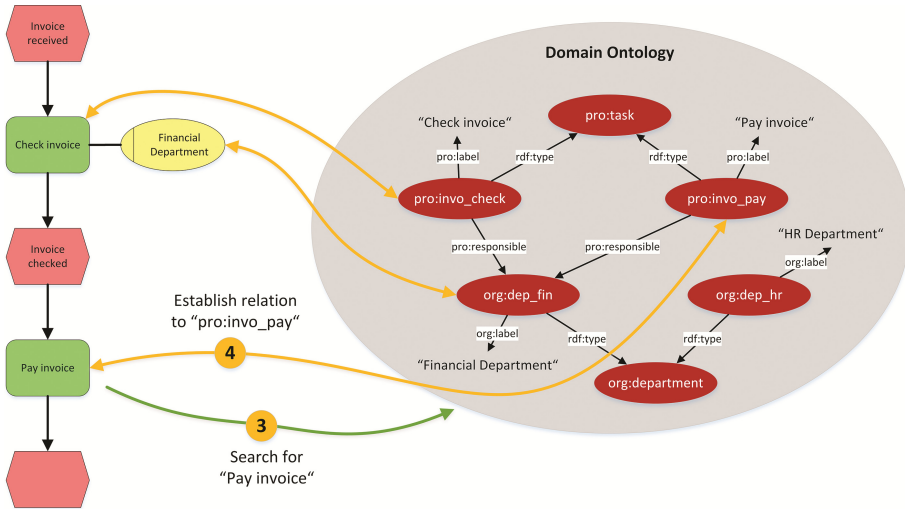 Invoice
received
Check invoice
Financial
Department
Invoice
checked
Establish relation
to “pro:invo_pay“
4
Pay invoice
3
Search for
“Pay invoice“
Domain Ontology
pro:task
“Check invoice“
“Pay invoice“
pro:label
rdf:type
rdf:type
pro:label
pro:invo_check
pro:invo_pay
“HR Department“
pro:responsible
pro:responsible
org:label
org:dep_fin
org:dep_hr
org:label
rdf:type
rdf:type
“Financial Department“
org:department